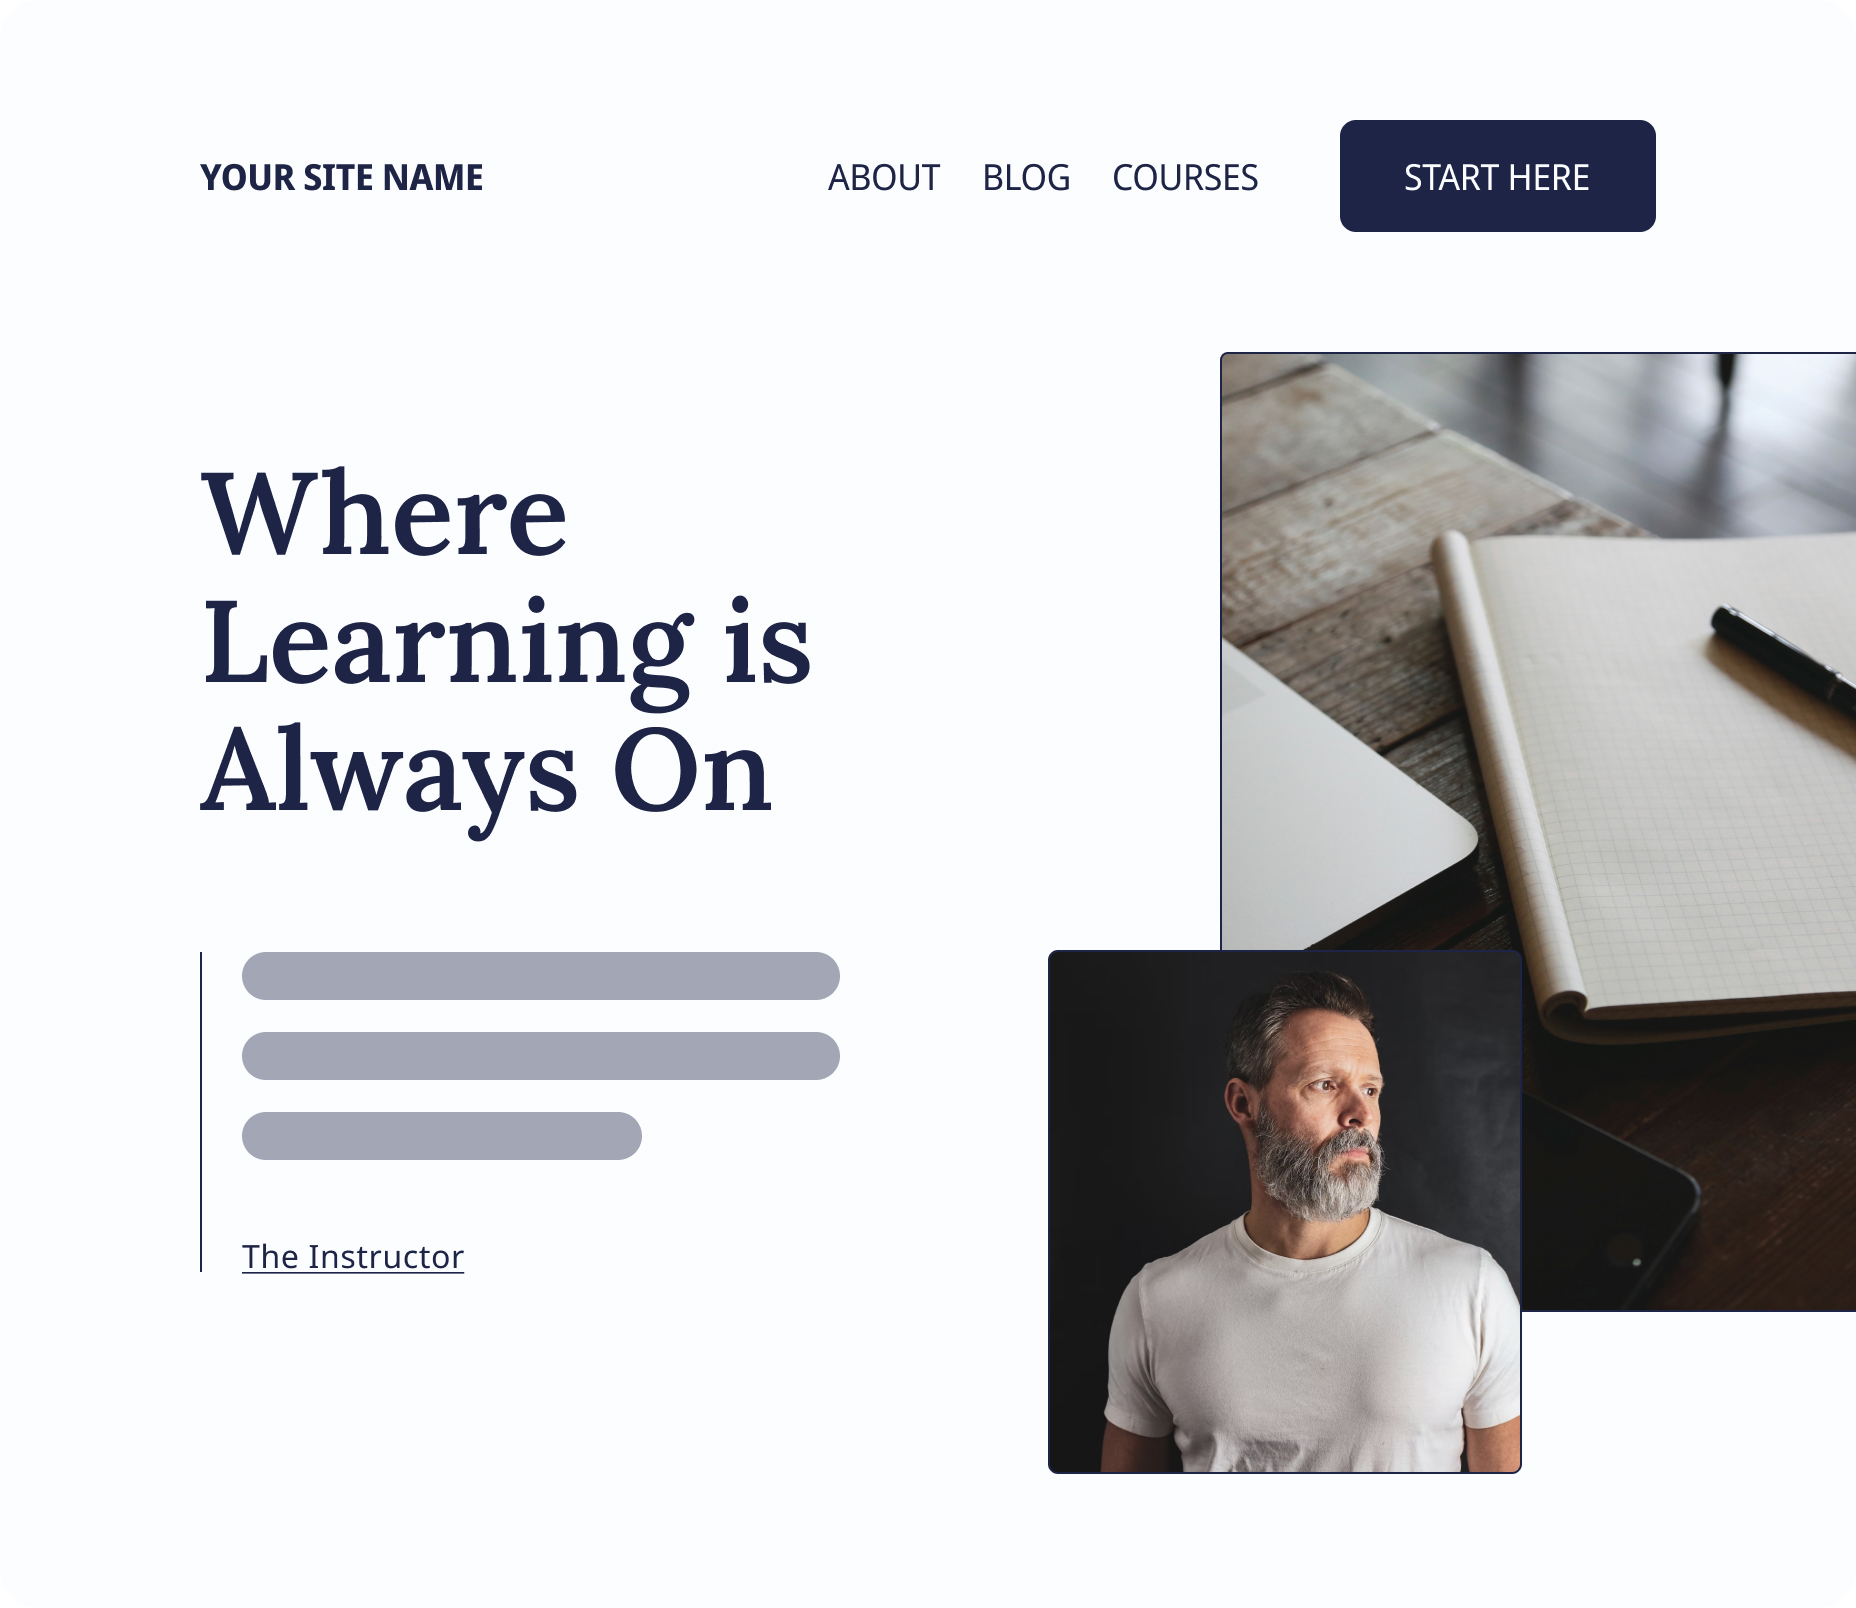 YOUR SITE NAME
ABOUT BLOG COURSES START HERE
Where
Learning is
Always On
The Instructor